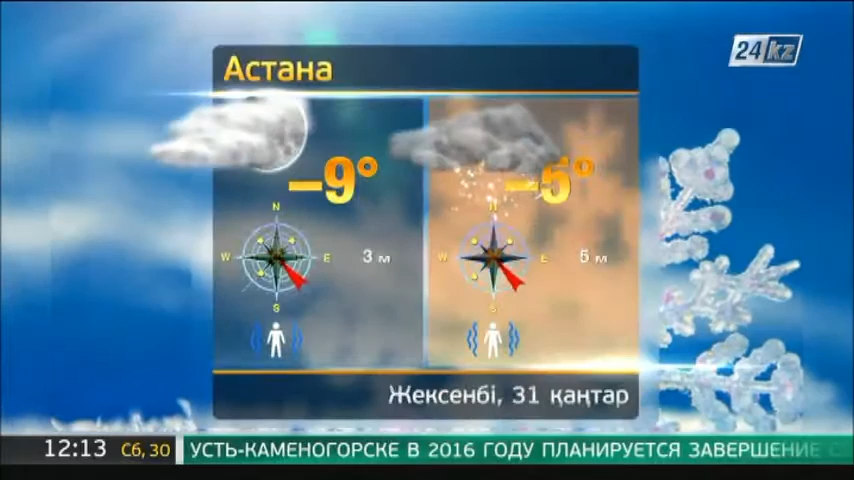 24kz
Астана
–9° –5°
N N
W E 3 м W E 5 м
S S
Жексенбі, 31 қаңтар
12:13 Сб, 30 УСТЬ-КАМЕНОГОРСКЕ В 2016 ГОДУ ПЛАНИРУЕТСЯ ЗАВЕРШЕНИЕ С